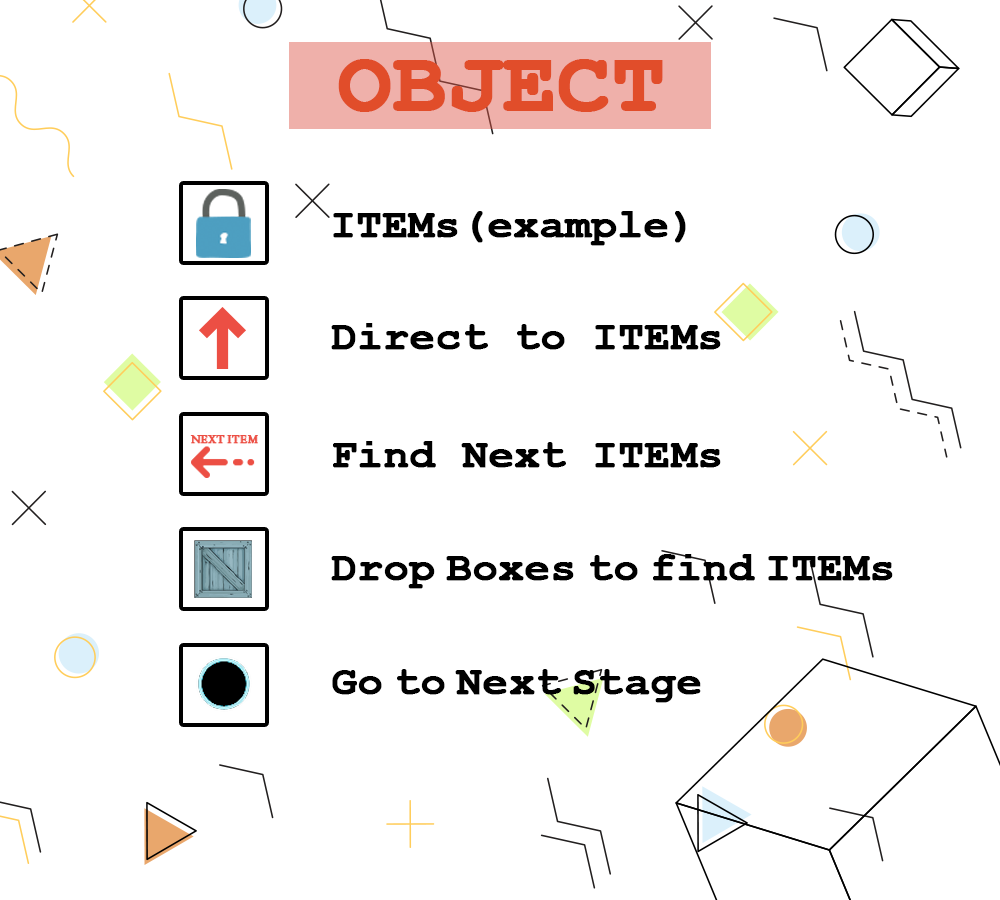 OBJECT
ITEMs(example)
Direct to ITEMs
NEXT ITEM
Find Next ITEMs
Drop Boxes to find ITEMs
Go to Next Stage